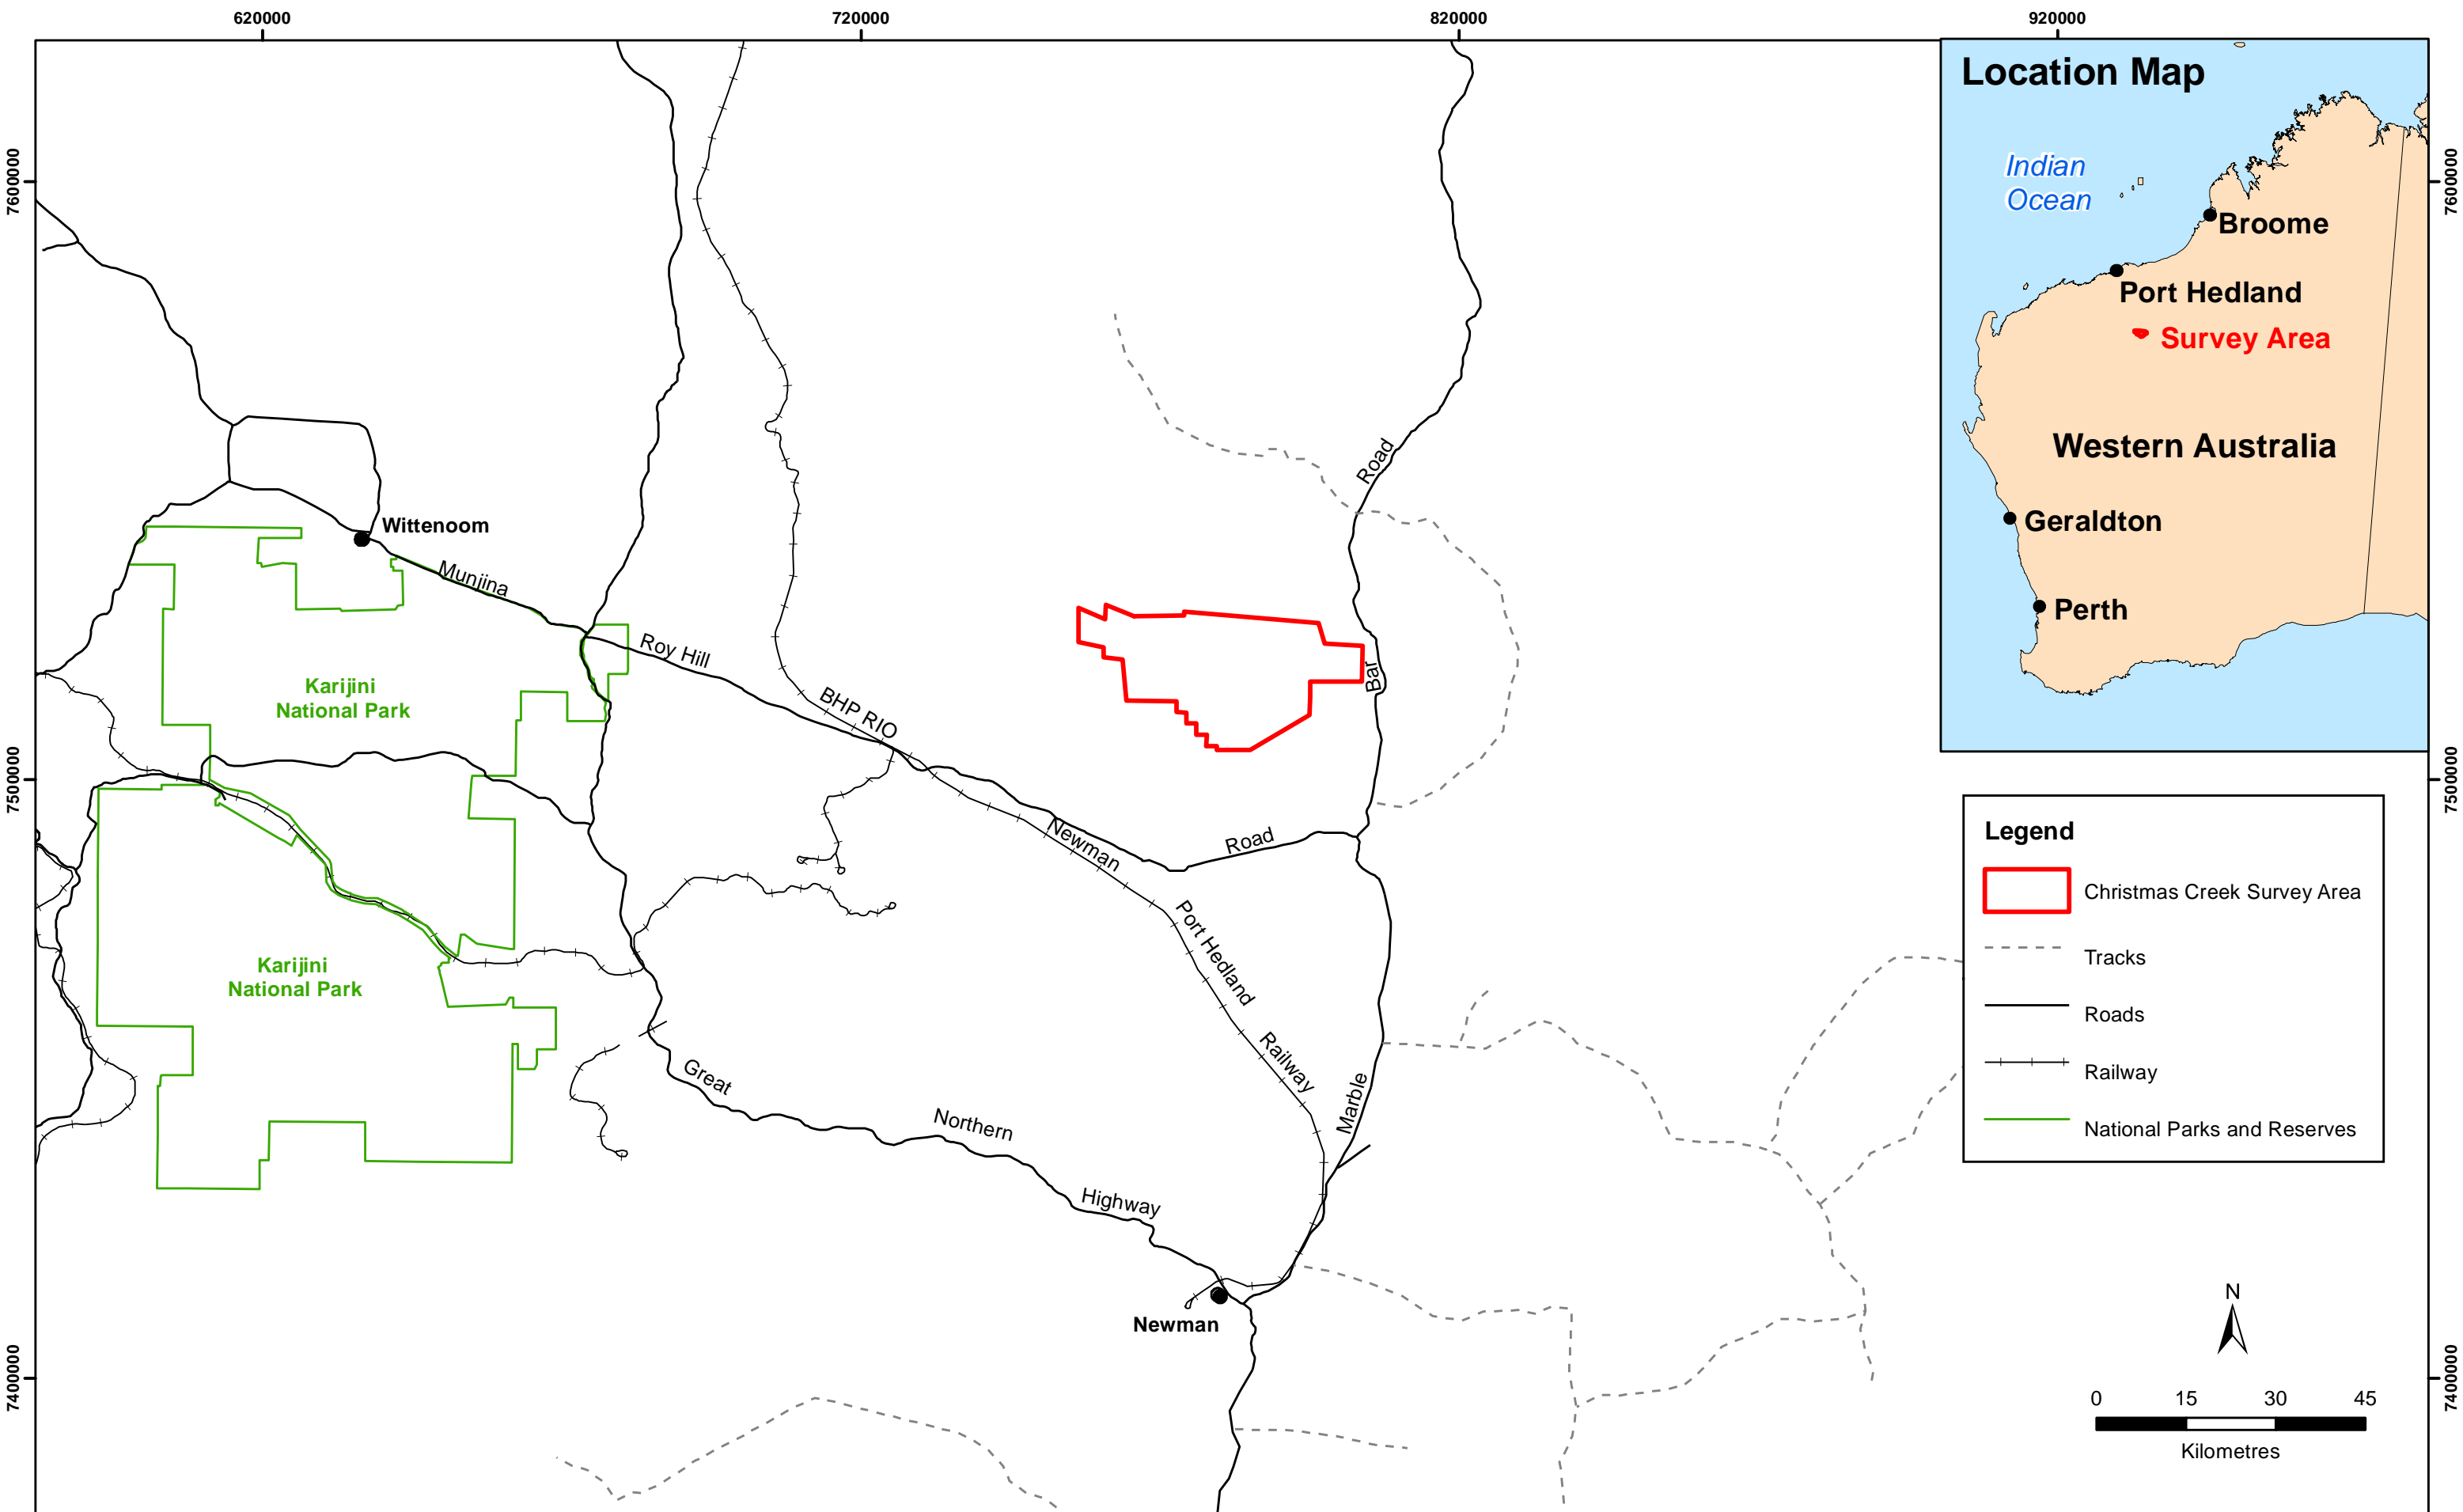 620000
720000
820000
920000
7600000
7600000
Location Map
Indian
Ocean
Broome
Port Hedland
Survey Area
Western Australia
Geraldton
Perth
Road
Wittenoom
Munjina
Roy Hill
BHP RIO
Bar
Karijini
National Park
7500000
7500000
Newman
Road
Port Hedland
Railway
Marble
Karijini
National Park
Great
Northern
Highway
Newman
Legend
Christmas Creek Survey Area
Tracks
Roads
Railway
National Parks and Reserves
N
7400000
7400000
0 15 30 45
Kilometres